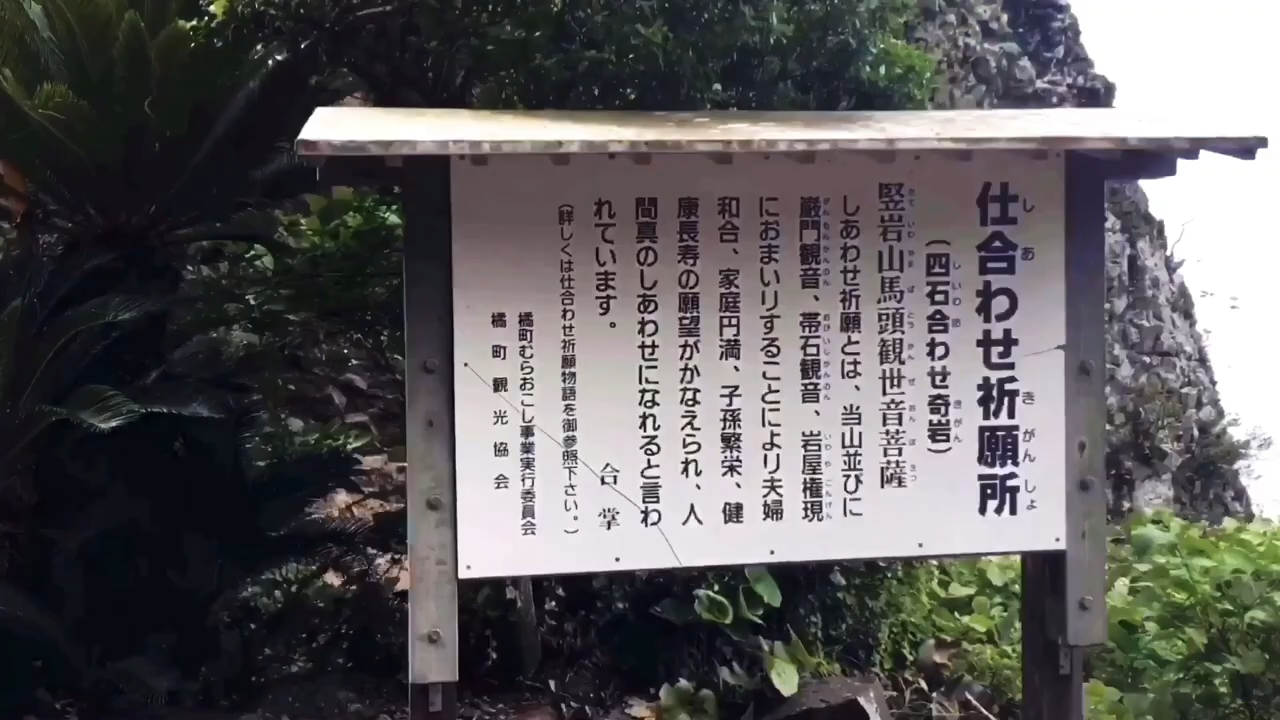 仕合わせ祈願所
しあ きがんしょ
（四石合わせ奇岩）
竪岩山馬頭観世音菩薩
しあわせ祈願とは、当山並びに
巌門観音、帯石観音、岩屋権現
におまいりすることにより夫婦
和合、家庭円満、子孫繁栄、健
康長寿の願望がかなえられ、人
間真のしあわせになれると言わ
れています。
合掌
（詳しくは仕合わせ祈願物語を御参照下さい。）
橘町むらおこし事業実行委員会
橘町観光協会